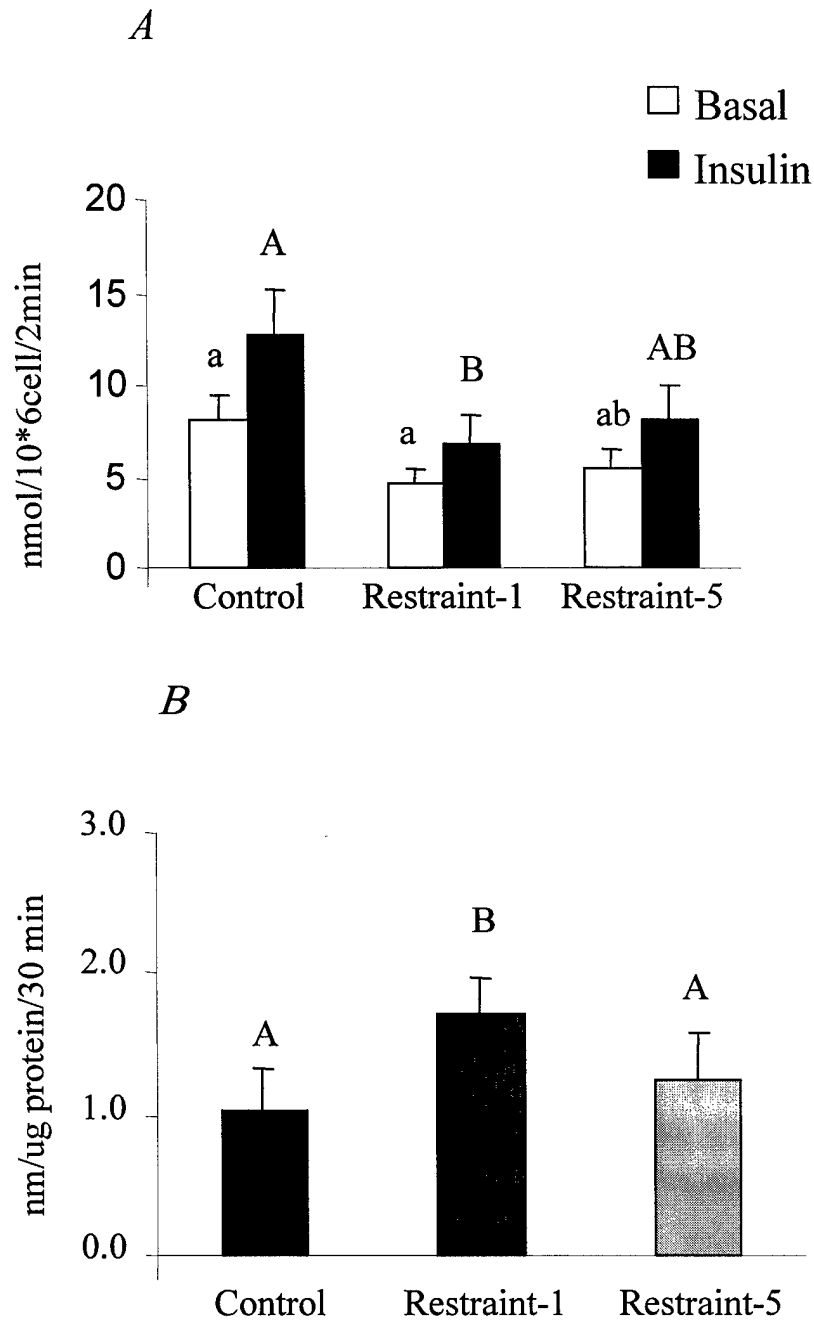 A
Basal
Insulin
20
15
10
5
0
nmol/10*6cell/2min
a
A
a
B
ab
AB
Control Restraint-1 Restraint-5
B
3.0
2.0
1.0
0.0
nm/ug protein/30 min
A
B
A
Control Restraint-1 Restraint-5